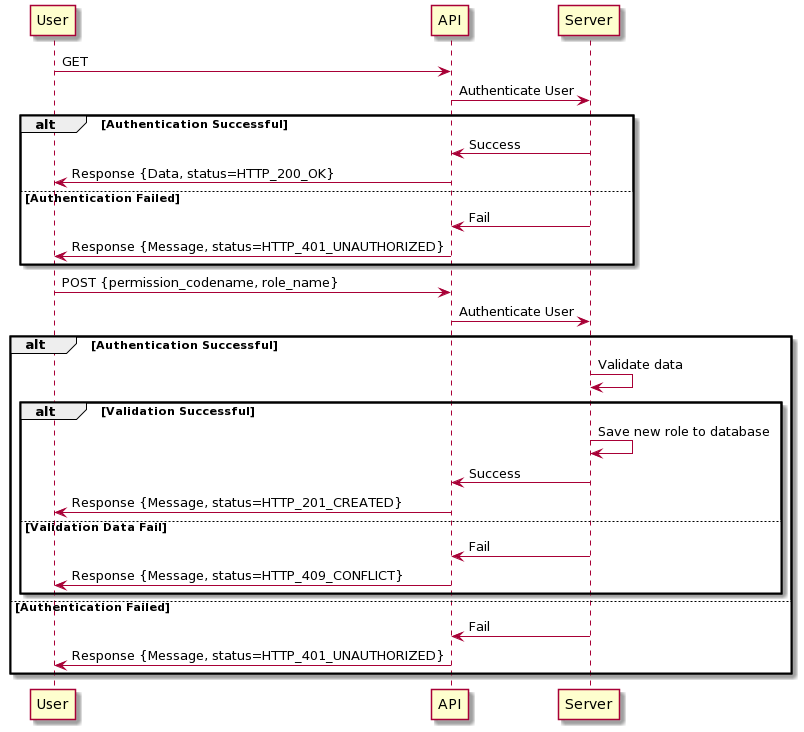 User API Server
GET
Authenticate User
alt [Authentication Successful]
Success
Response {Data, status=HTTP_200_OK}
[Authentication Failed]
Fail
Response {Message, status=HTTP_401_UNAUTHORIZED}
POST {permission_codename, role_name}
Authenticate User
alt [Authentication Successful]
Validate data
alt [Validation Successful]
Save new role to database
Success
Response {Message, status=HTTP_201_CREATED}
[Validation Data Fail]
Fail
Response {Message, status=HTTP_409_CONFLICT}
[Authentication Failed]
Fail
Response {Message, status=HTTP_401_UNAUTHORIZED}
User API Server